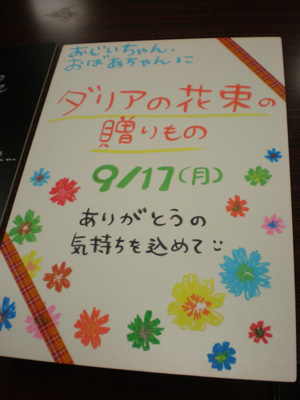 おじいちゃん・
おばあちゃんに
ダリアの花束の
贈りもの
9/17(月)
ありがとうの
気持ちを込めて